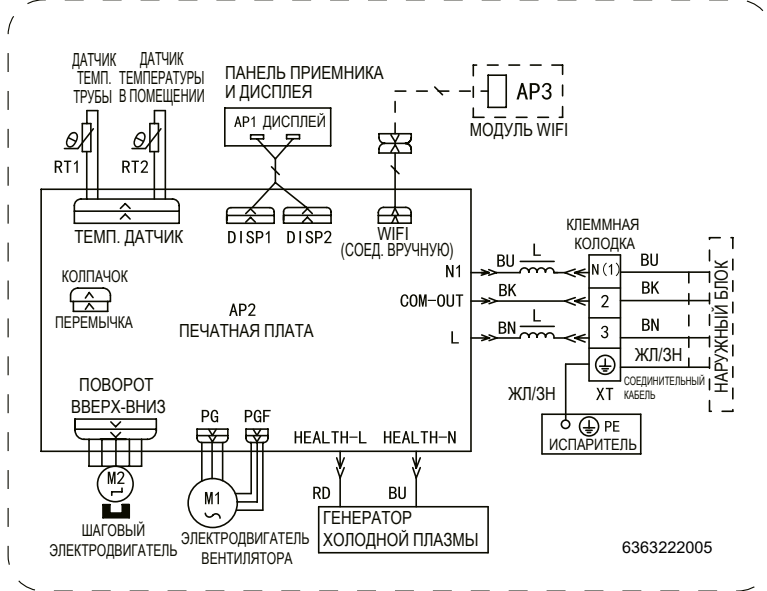 ДАТЧИК
ТЕМП.
ТРУБЫ
ДАТЧИК
ТЕМПЕРАТУРЫ
В ПОМЕЩЕНИИ
ПАНЕЛЬ ПРИЕМНИКА
И ДИСПЛЕЯ
AP1 ДИСПЛЕЙ
AP3
МОДУЛЬ WIFI
θ
RT1
θ
RT2
ТЕМП. ДАТЧИК
DISP1
DISP2
WIFI
(СОЕД. ВРУЧНУЮ)
КЛЕММНАЯ
КОЛОДКА
N1
BU
L
N(1)
BU
COM-OUT
BK
2
BK
L
BN
L
3
BN
ЖЛ/ЗН
ЖЛ/ЗН
XT
СОЕДИНИТЕЛЬНЫЙ
КАБЕЛЬ
НАРУЖНЫЙ БЛОК
PE
ИСПАРИТЕЛЬ
КОЛПАЧОК
ПЕРЕМЫЧКА
AP2
ПЕЧАТНАЯ ПЛАТА
ПОВОРОТ
ВВЕРХ-ВНИЗ
PG
PGF
HEALTH-L
HEALTH-N
M2
M1
RD
BU
ШАГОВЫЙ
ЭЛЕКТРОДВИГАТЕЛЬ
ЭЛЕКТРОДВИГАТЕЛЬ
ВЕНТИЛЯТОРА
ГЕНЕРАТОР
ХОЛОДНОЙ ПЛАЗМЫ
6363222005